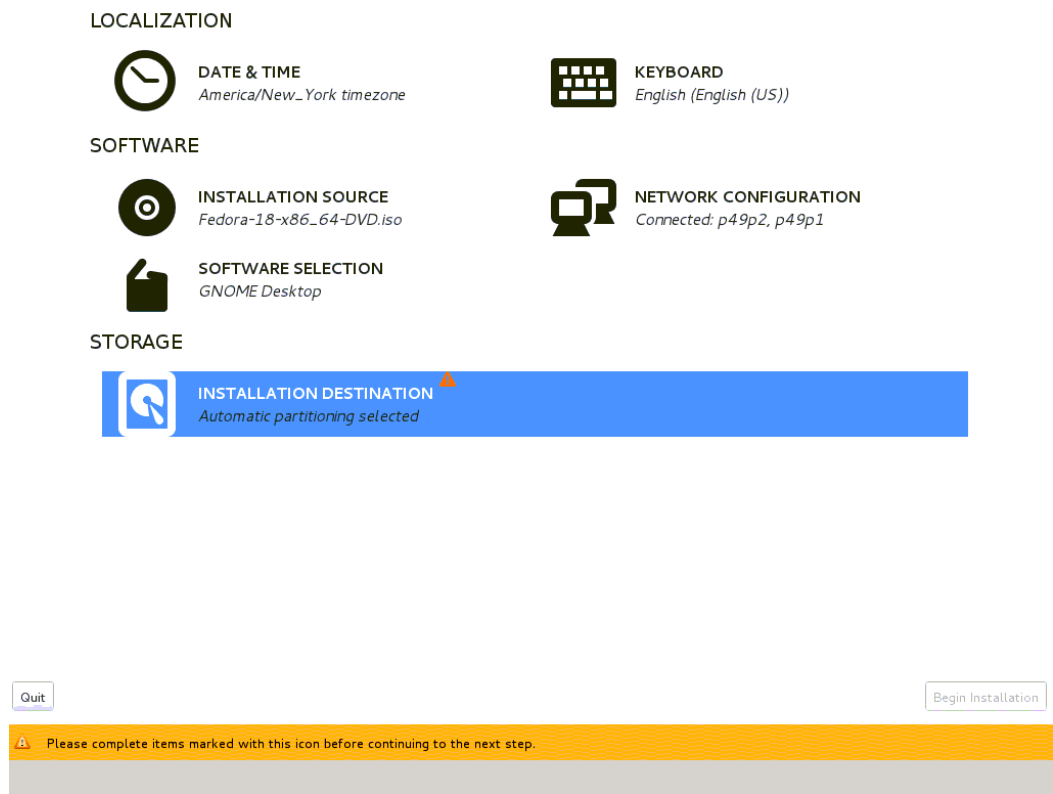 LOCALIZATION
DATE & TIME
America/New_York timezone
KEYBOARD
English (English (US))
SOFTWARE
INSTALLATION SOURCE
Fedora-18-x86_64-DVD.iso
NETWORK CONFIGURATION
Connected: p49p2, p49p1
SOFTWARE SELECTION
GNOME Desktop
STORAGE
INSTALLATION DESTINATION
Automatic partitioning selected
Quit
Begin Installation
Please complete items marked with this icon before continuing to the next step.